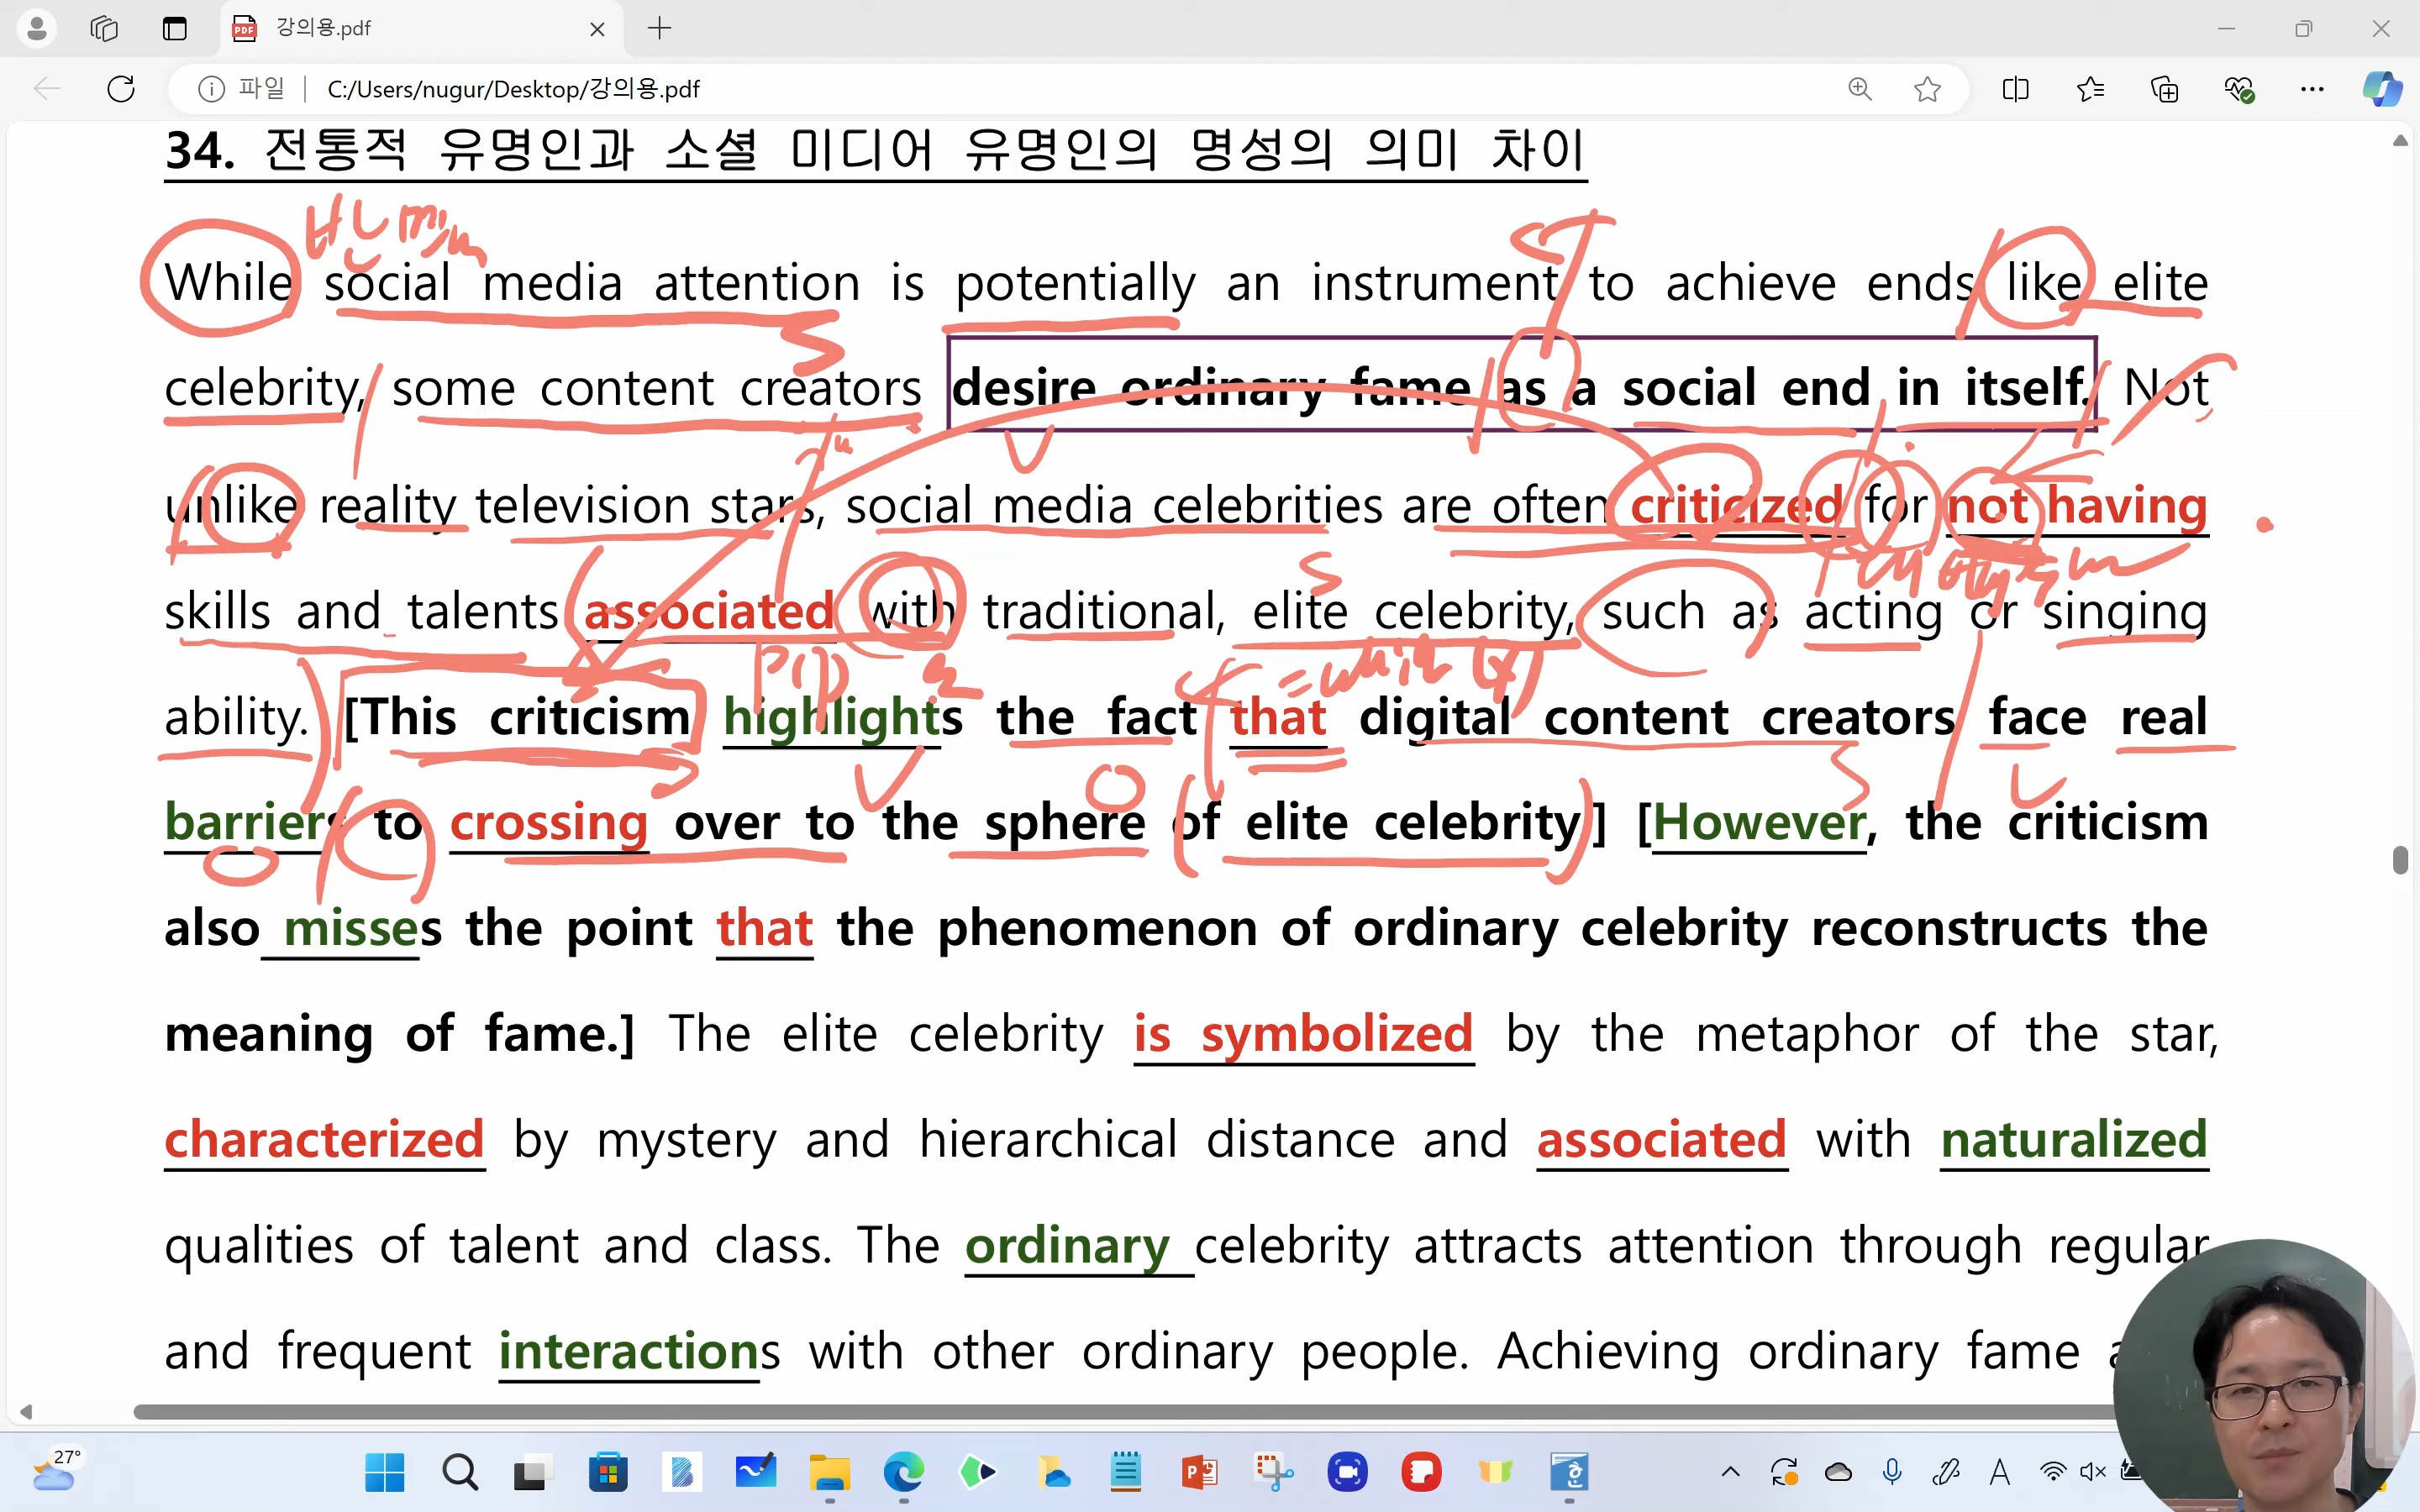 강의용.pdf
파일 C:/Users/nugur/Desktop/강의용.pdf
34. 전통적 유명인과 소셜 미디어 유명인의 명성의 의미 차이
While social media attention is potentially an instrument to achieve ends like elite
celebrity, some content creators desire ordinary fame as a social end in itself. Not
unlike reality television stars, social media celebrities are often criticized for not having
skills and talents associated with traditional, elite celebrity, such as acting or singing
ability. [This criticism highlights the fact that digital content creators face real
barriers to crossing over to the sphere of elite celebrity.] [However, the criticism
also misses the point that the phenomenon of ordinary celebrity reconstructs the
meaning of fame.] The elite celebrity is symbolized by the metaphor of the star,
characterized by mystery and hierarchical distance and associated with naturalized
qualities of talent and class. The ordinary celebrity attracts attention through regular
and frequent interactions with other ordinary people. Achieving ordinary fame
27°